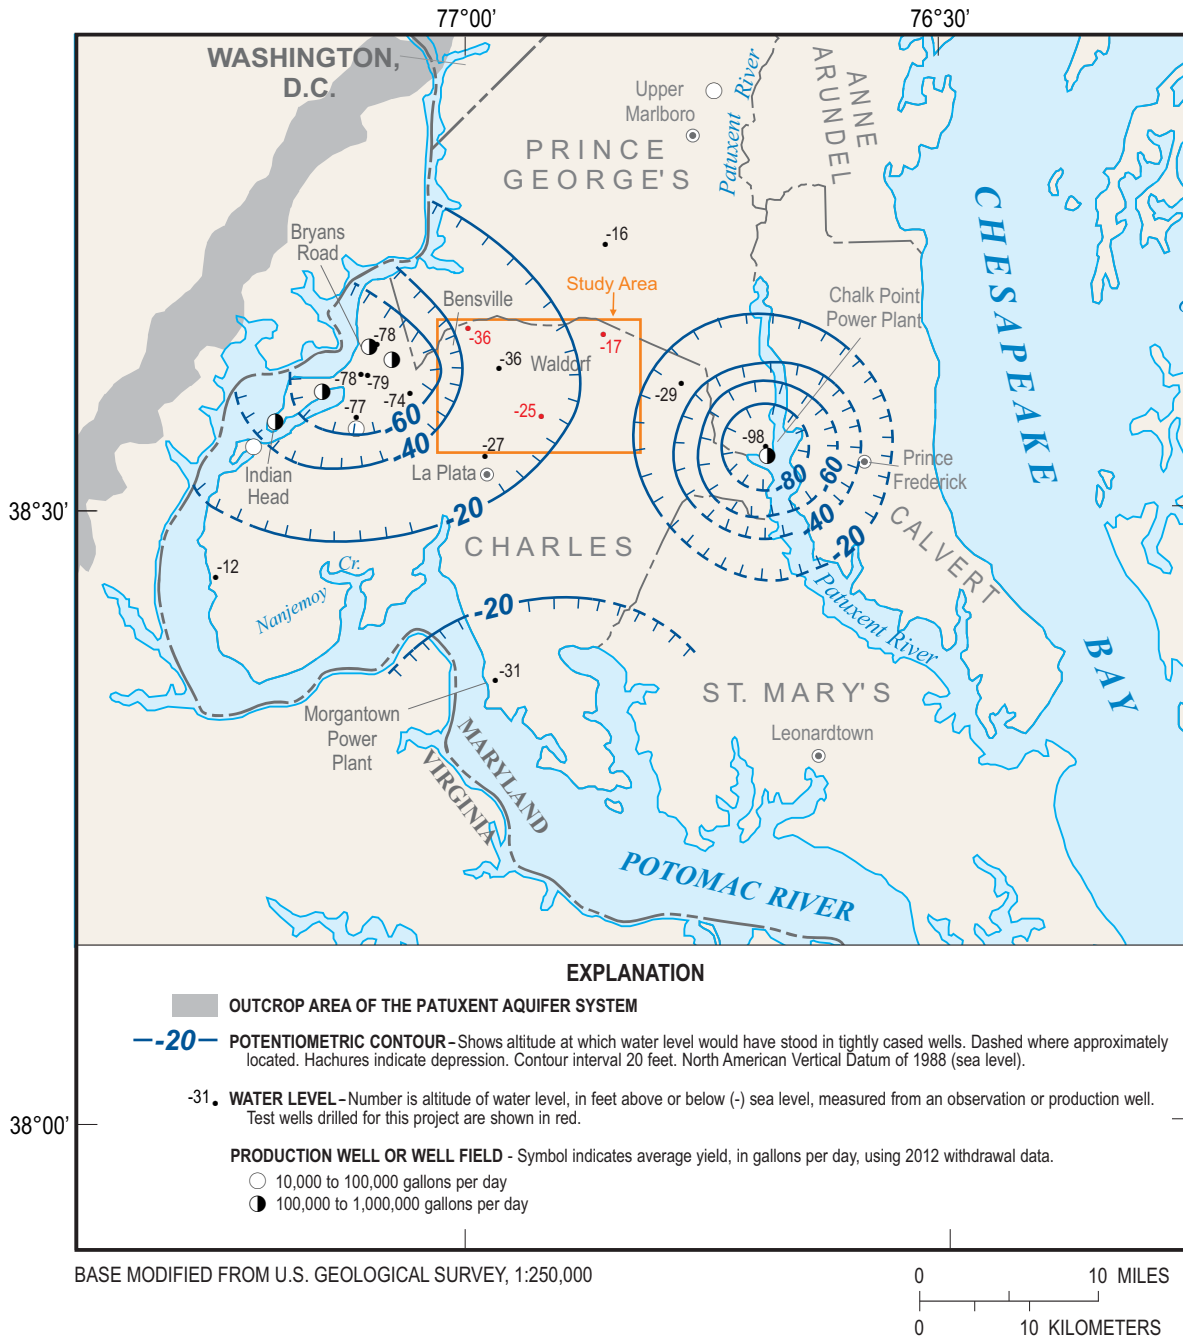 77°00'
76°30'
WASHINGTON,
D.C.
Upper
Marlboro
Patuxent River
ANNE
ARUNDEL
PRINCE
GEORGE'S
CHESAPEAKE
BAY
Bryans
Road
-16
Study Area
Bensville
Chalk Point
Power Plant
-78
-36
-17
-36
Waldorf
-78
-79
-74
-29
-77
-60
-25
-40
-98
-27
La Plata
Indian
Head
-80
-60
Prince
Frederick
38°30'
-20
-40
-20
CALVERT
CHARLES
-12
Cr.
Nanjemoy
-20
Patuxent River
-31
ST. MARY'S
Morgantown
Power
Plant
Leonardtown
MARYLAND
VIRGINIA
POTOMAC RIVER
EXPLANATION
OUTCROP AREA OF THE PATUXENT AQUIFER SYSTEM
-20 POTENTIOMETRIC CONTOUR – Shows altitude at which water level would have stood in tightly cased wells. Dashed where approximately
located. Hachures indicate depression. Contour interval 20 feet. North American Vertical Datum of 1988 (sea level).
-31 WATER LEVEL – Number is altitude of water level, in feet above or below (-) sea level, measured from an observation or production well.
Test wells drilled for this project are shown in red.
38°00'
PRODUCTION WELL OR WELL FIELD - Symbol indicates average yield, in gallons per day, using 2012 withdrawal data.
10,000 to 100,000 gallons per day
100,000 to 1,000,000 gallons per day
BASE MODIFIED FROM U.S. GEOLOGICAL SURVEY, 1:250,000
0 10 MILES
0 10 KILOMETERS